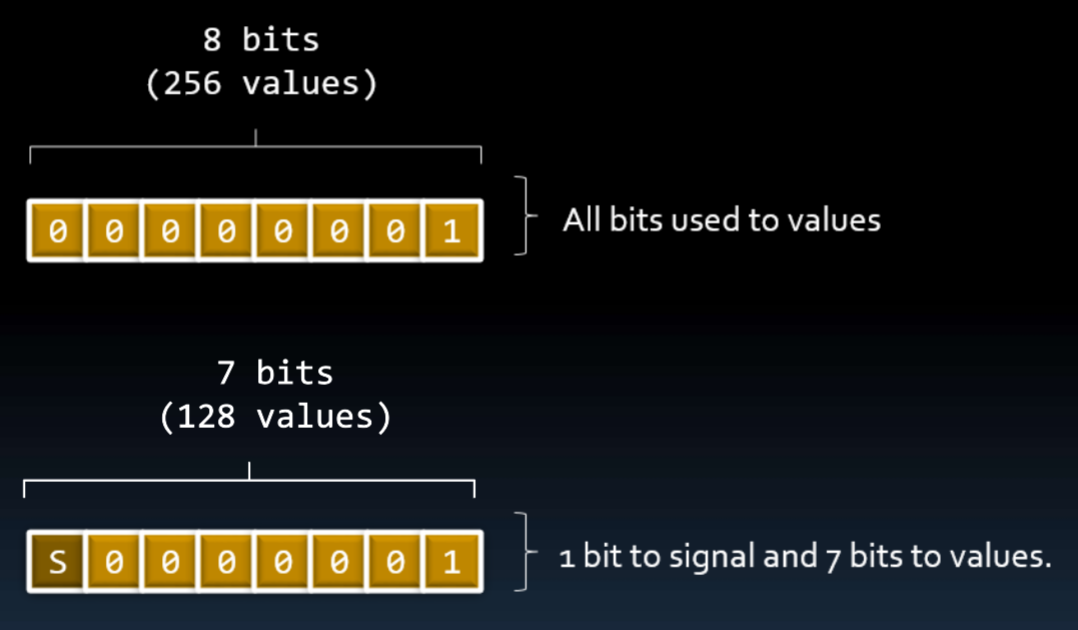 8 bits
(256 values)
0 0 0 0 0 0 0 1
All bits used to values
7 bits
(128 values)
S 0 0 0 0 0 0 1
1 bit to signal and 7 bits to values.